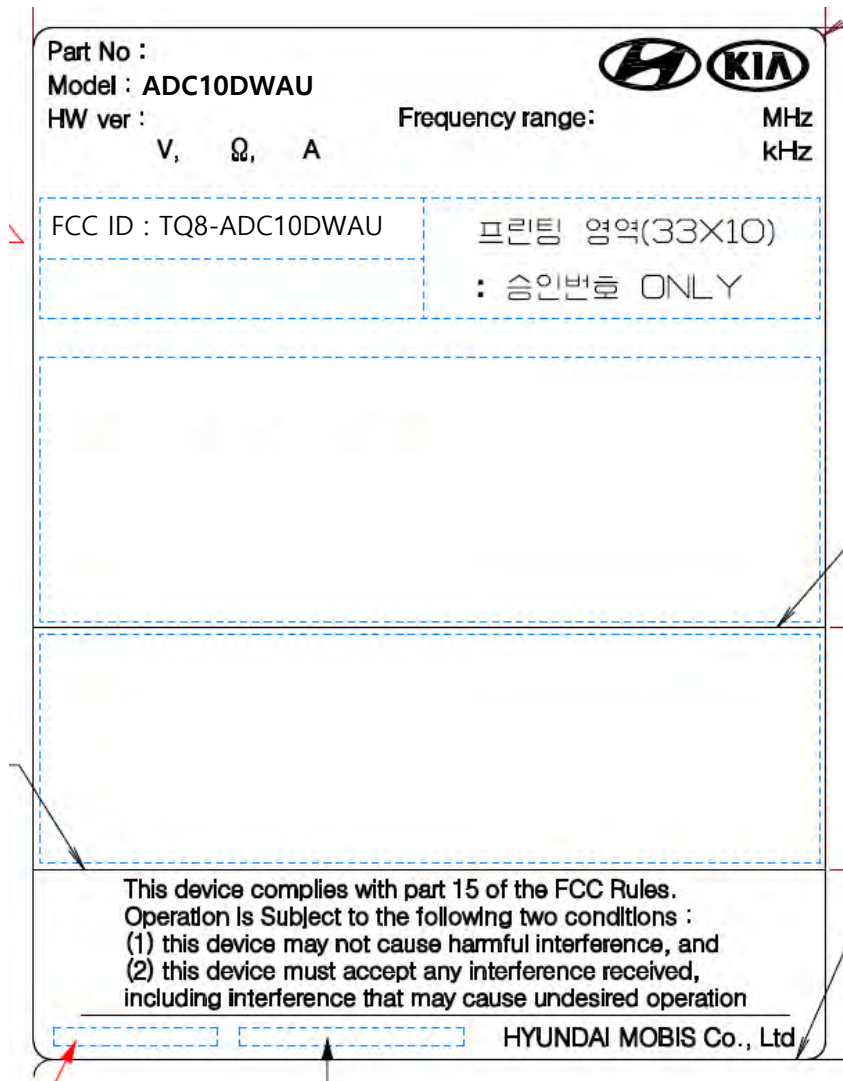 Part No :
KIA
Model : ADC10DWAU
HW ver :
Frequency range: MHz
V, Ω, A kHz
FCC ID : TQ8-ADC10DWAU
프린팅 영역(33X10)
: 승인번호 ONLY
This device complies with part 15 of the FCC Rules.
Operation is Subject to the following two conditions :
(1) this device may not cause harmful interference, and
(2) this device must accept any interference received,
including interference that may cause undesired operation
HYUNDAI MOBIS Co., Ltd